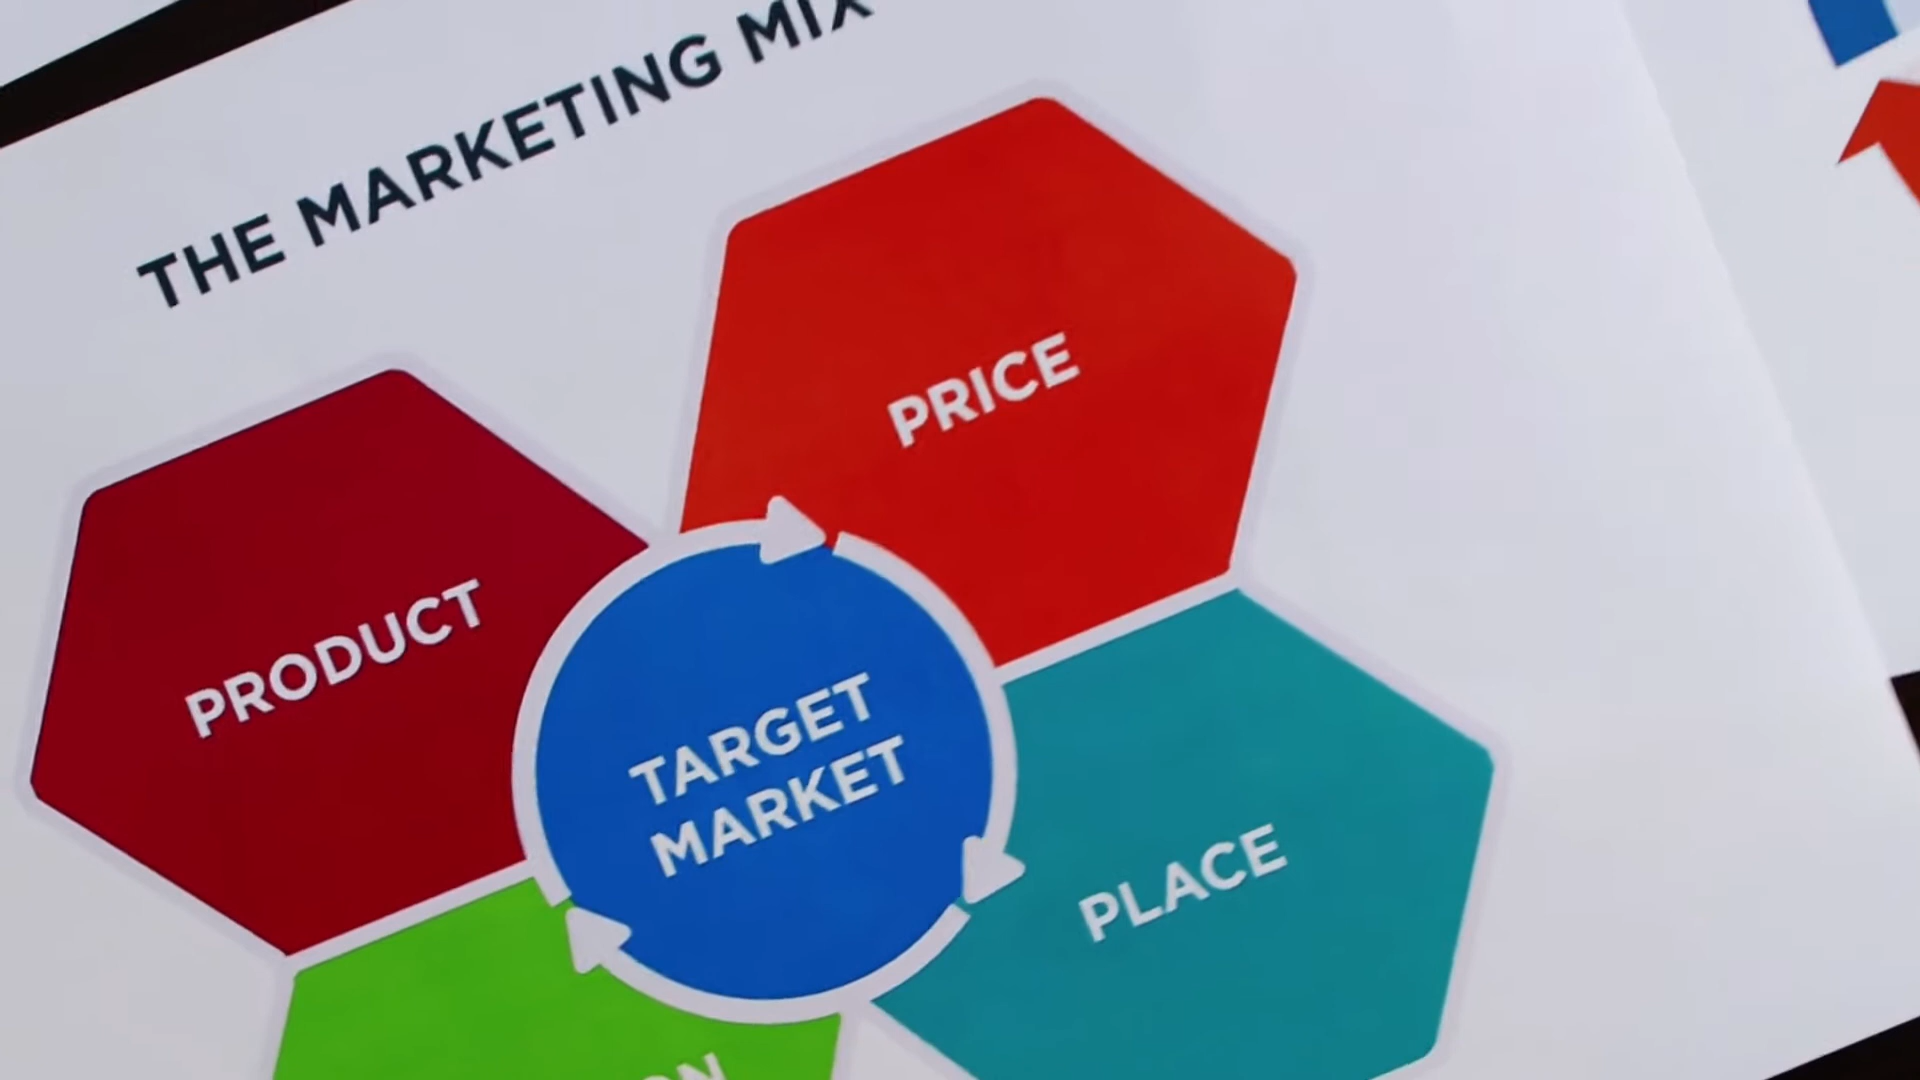 THE MARKETING MIX
PRICE
PRODUCT
TARGET
MARKET
PLACE